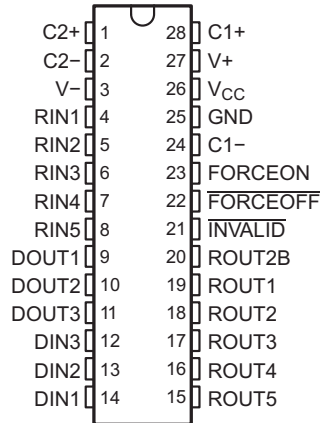 C2+ 1 28 C1+
C2− 2 27 V+
V− 3 26 VCC
RIN1 4 25 GND
RIN2 5 24 C1−
RIN3 6 23 FORCEON
RIN4 7 22 FORCEOFF
RIN5 8 21 INVALID
DOUT1 9 20 ROUT2B
DOUT2 10 19 ROUT1
DOUT3 11 18 ROUT2
DIN3 12 17 ROUT3
DIN2 13 16 ROUT4
DIN1 14 15 ROUT5